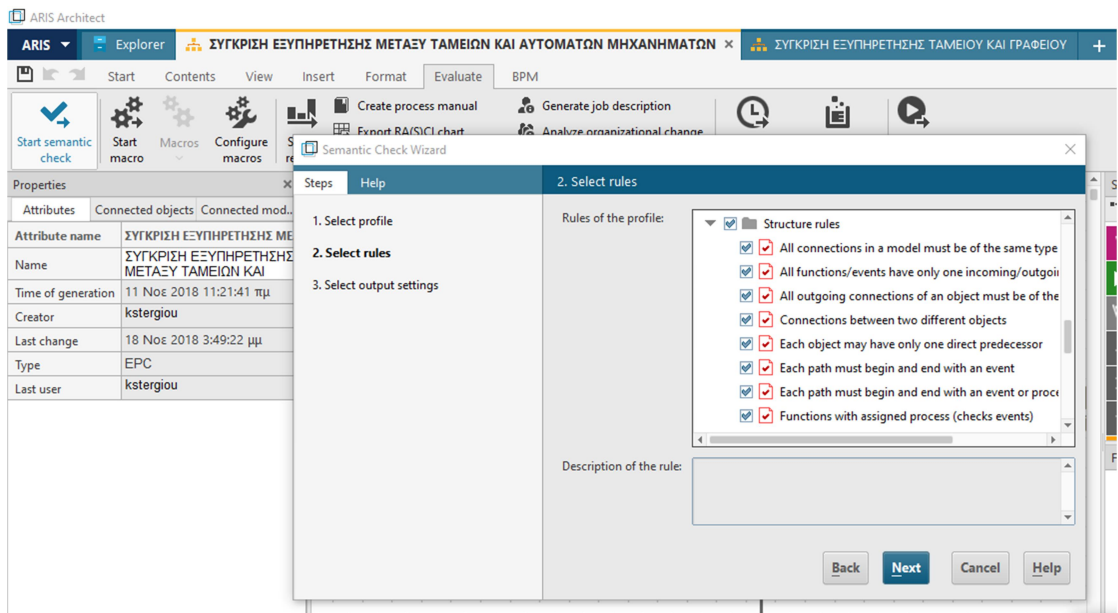 ARIS Architect
ARIS
Explorer
ΣΥΓΚΡΙΣΗ ΕΞΥΠΗΡΕΤΗΣΗΣ ΜΕΤΑΞΥ ΤΑΜΕΙΩΝ ΚΑΙ ΑΥΤΟΜΑΤΩΝ ΜΗΧΑΝΗΜΑΤΩΝ ×
ΣΥΓΚΡΙΣΗ ΕΞΥΠΗΡΕΤΗΣΗΣ ΤΑΜΕΙΟΥ ΚΑΙ ΓΡΑΦΕΙΟΥ
+
Start Contents View Insert Format Evaluate BPM
Start semantic
check
Start
macro
Macros
Configure
macros
Create process manual
Export RA(S)CI chart
Generate job description
Analyze organizational change
Properties
Attributes Connected objects Connected mod..
Attribute name ΣΥΓΚΡΙΣΗ ΕΞΥΠΗΡΕΤΗΣΗΣ ΜΕ
Name ΣΥΓΚΡΙΣΗ ΕΞΥΠΗΡΕΤΗΣΗΣ
ΜΕΤΑΞΥ ΤΑΜΕΙΩΝ ΚΑΙ
Time of generation 11 Νοε 2018 11:21:41 πμ
Creator kstergiou
Last change 18 Νοε 2018 3:49:22 μμ
Type EPC
Last user kstergiou
Semantic Check Wizard
Steps Help
1. Select profile
2. Select rules
3. Select output settings
2. Select rules
Rules of the profile:
Structure rules
All connections in a model must be of the same type
All functions/events have only one incoming/outgoi
All outgoing connections of an object must be of the
Connections between two different objects
Each object may have only one direct predecessor
Each path must begin and end with an event
Each path must begin and end with an event or proce
Functions with assigned process (checks events)
Description of the rule:
Back Next Cancel Help